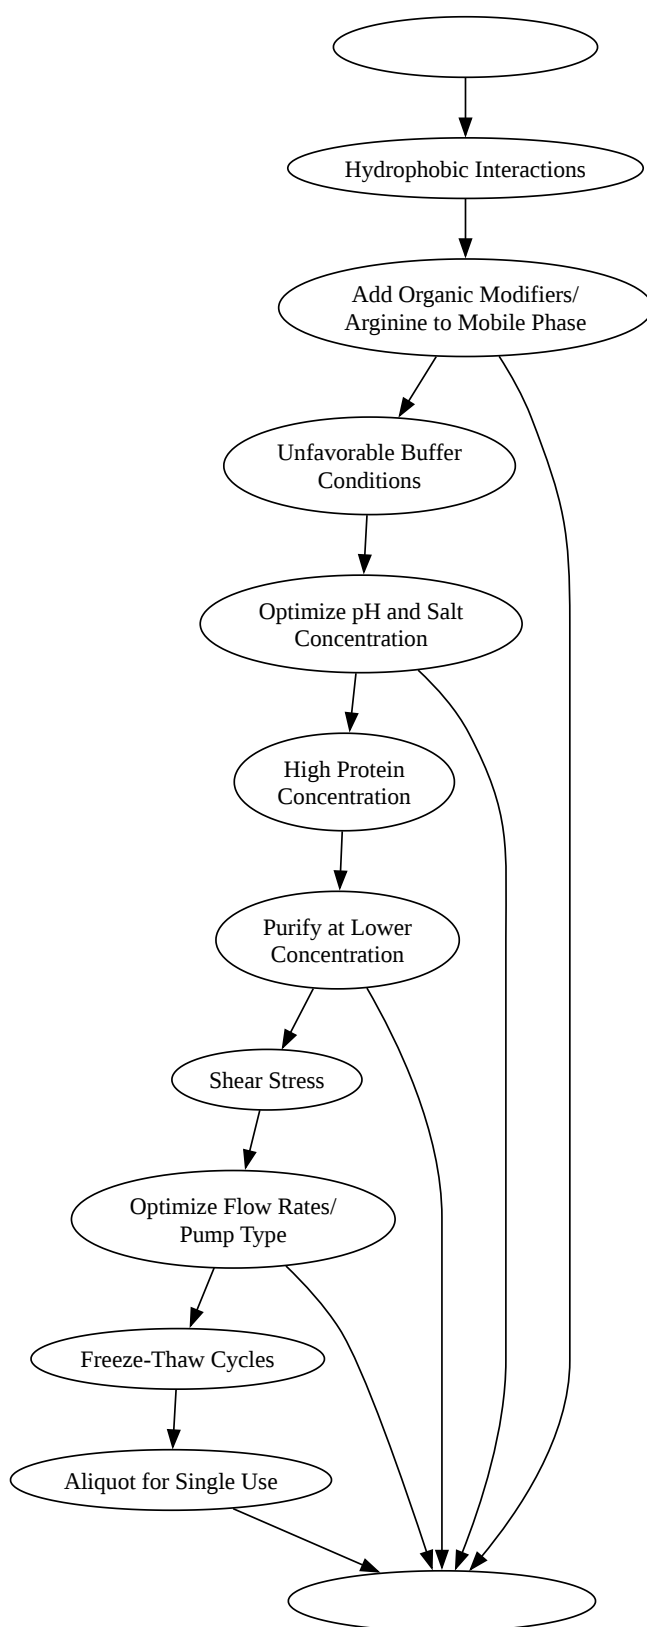 Hydrophobic Interactions
Add Organic Modifiers/
Arginine to Mobile Phase
Unfavorable Buffer
Conditions
Optimize pH and Salt
Concentration
High Protein
Concentration
Purify at Lower
Concentration
Shear Stress
Optimize Flow Rates/
Pump Type
Freeze-Thaw Cycles
Aliquot for Single Use